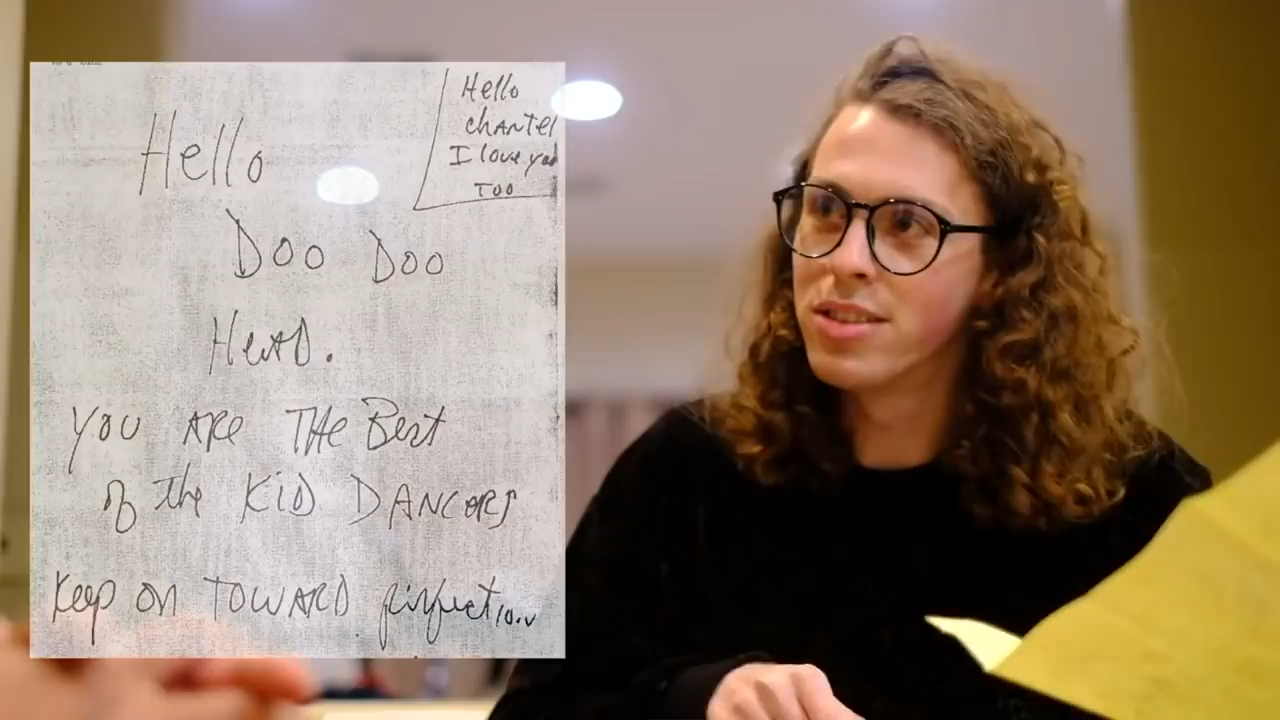 Hello
chantel
I love you
Too
Hello
Doo Doo
Head.
you are the Best
of the Kid Dancers
Keep on Toward perfection